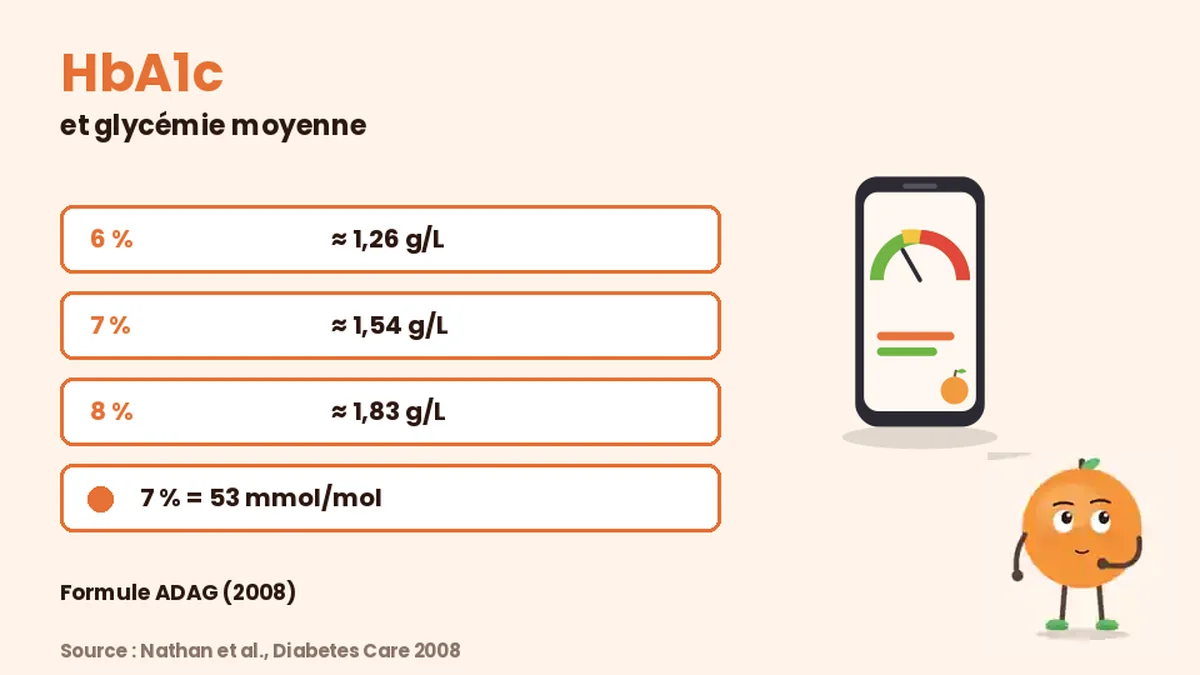 HbA1c
et glycémie moyenne
6 % ≈ 1,26 g/L
7 % ≈ 1,54 g/L
8 % ≈ 1,83 g/L
7 % = 53 mmol/mol
Formule ADAG (2008)
Source : Nathan et al., Diabetes Care 2008